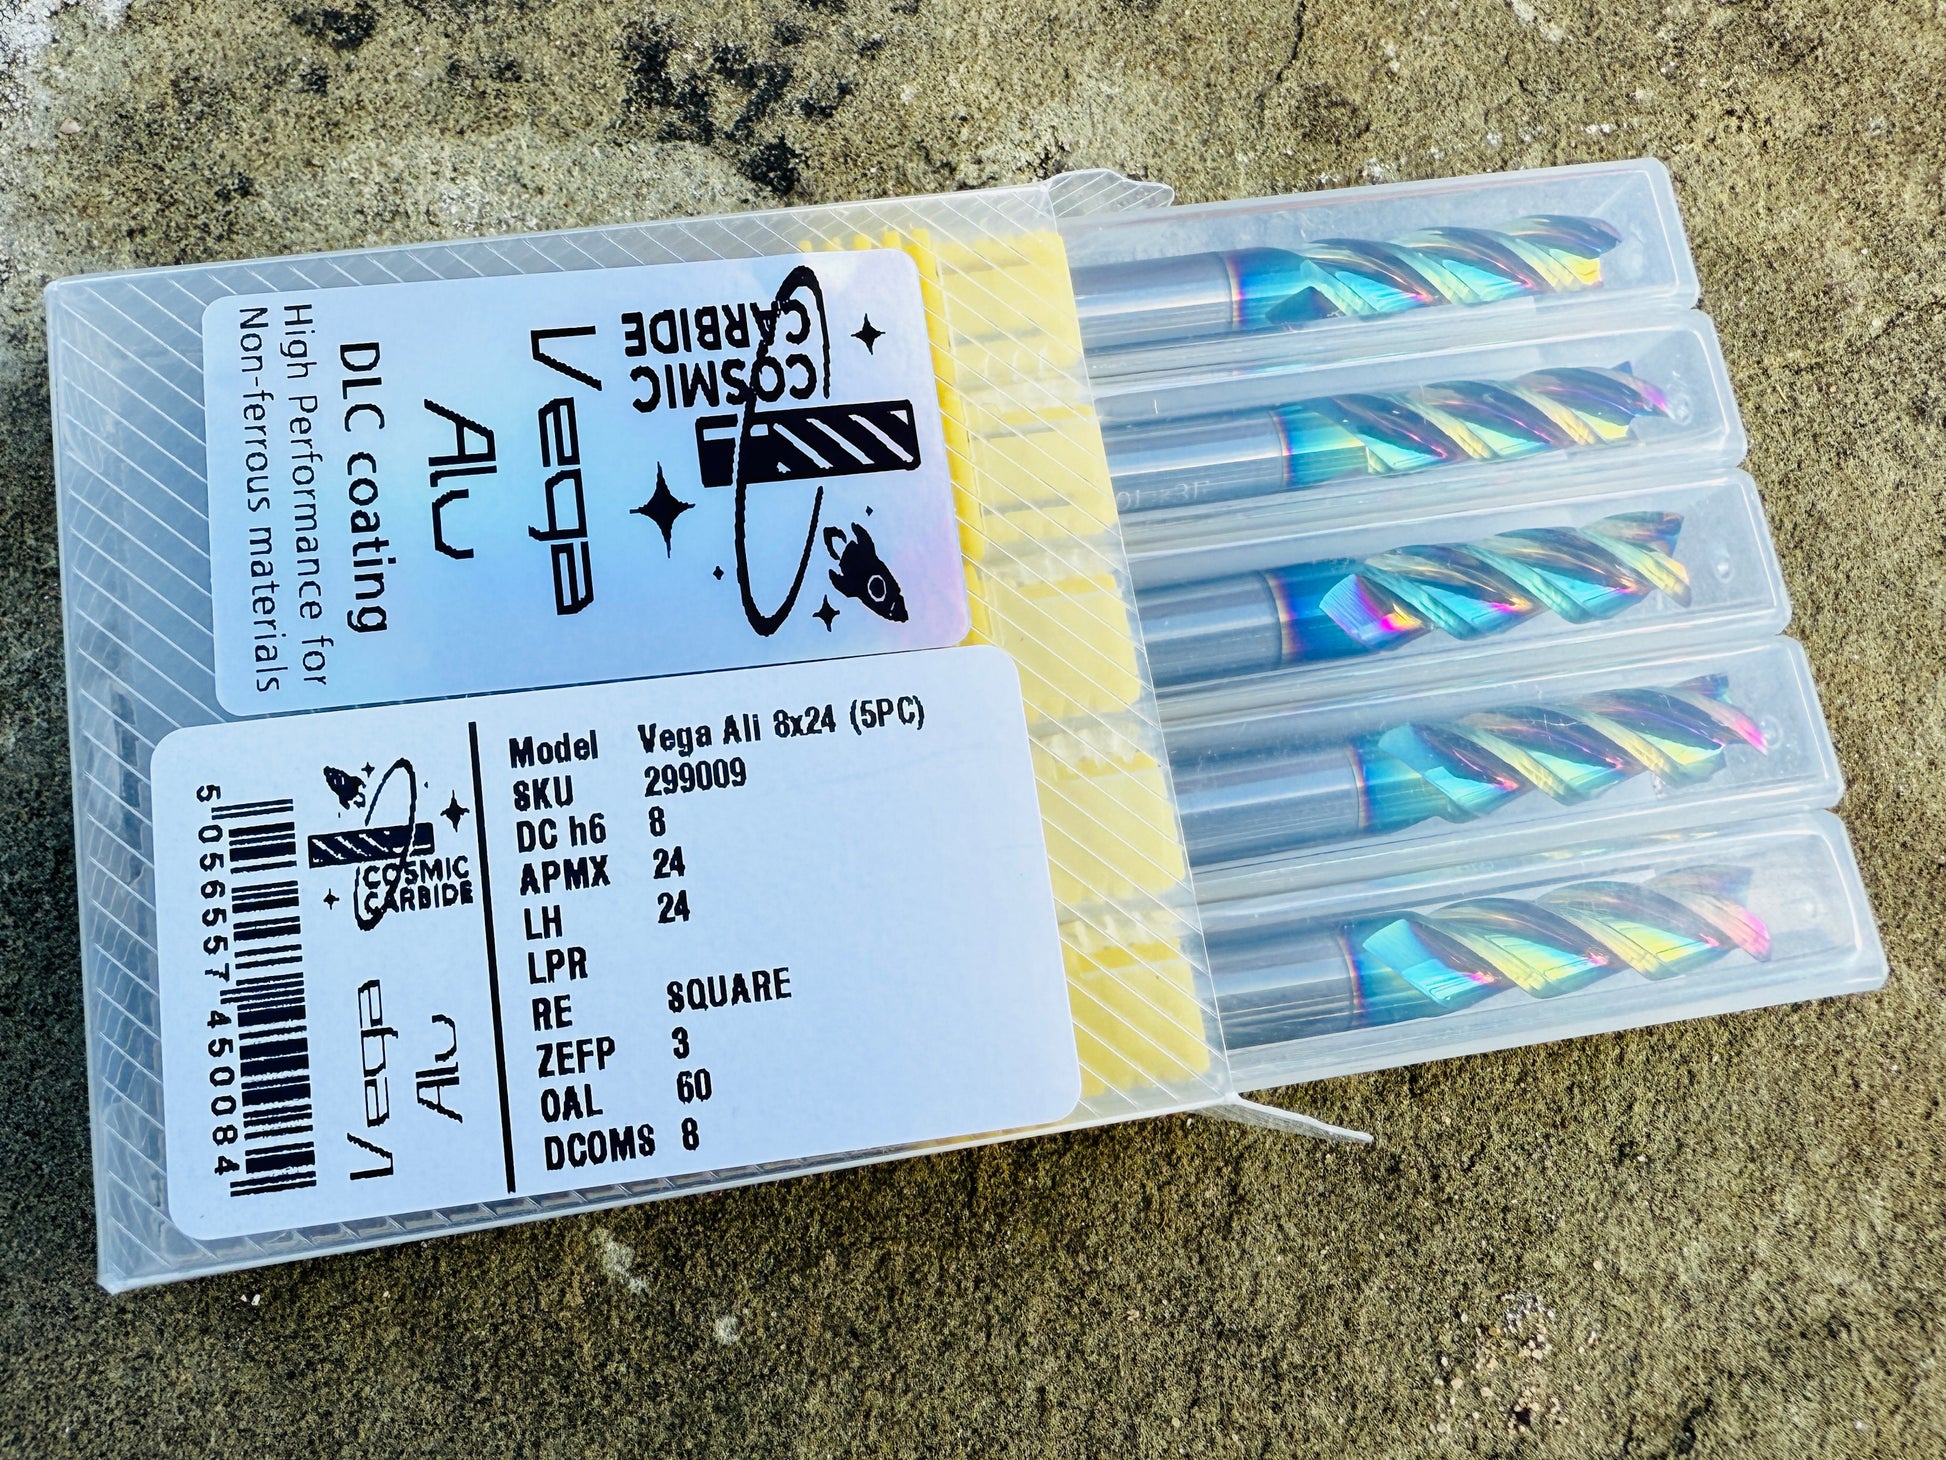 COSMIC
CARBIDE
Vega
Alu
DLC coating
High Performance for
Non-ferrous materials
Model Vega Ali 8x24 (5PC)
SKU 299009
DC h6 8
APMX 24
LH 24
LPR
RE SQUARE
ZEFP 3
OAL 60
DCOMS 8
COSMIC
CARBIDE
Vega
Alu
5 056557 450084